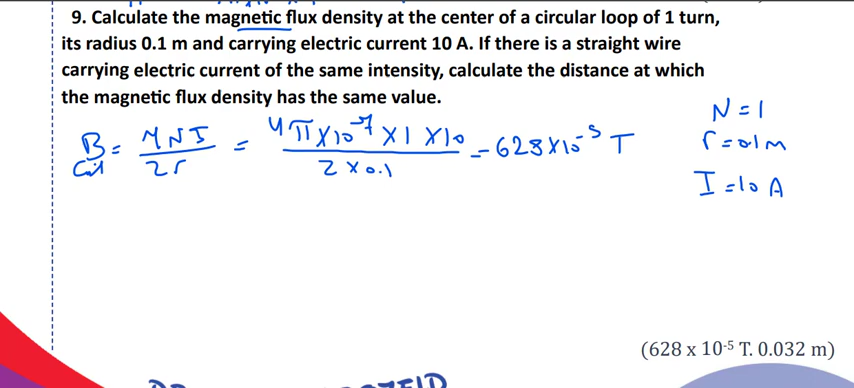 9. Calculate the magnetic flux density at the center of a circular loop of 1 turn,
its radius 0.1 m and carrying electric current 10 A. If there is a straight wire
carrying electric current of the same intensity, calculate the distance at which
the magnetic flux density has the same value.
N = 1
r = 0.1 M
I = 10 A
B = μNI / 2r = 4π×10⁻⁷ × 1 × 10 / 2 × 0.1 = 628×10⁻⁵ T
(628 x 10⁻⁵ T. 0.032 m)